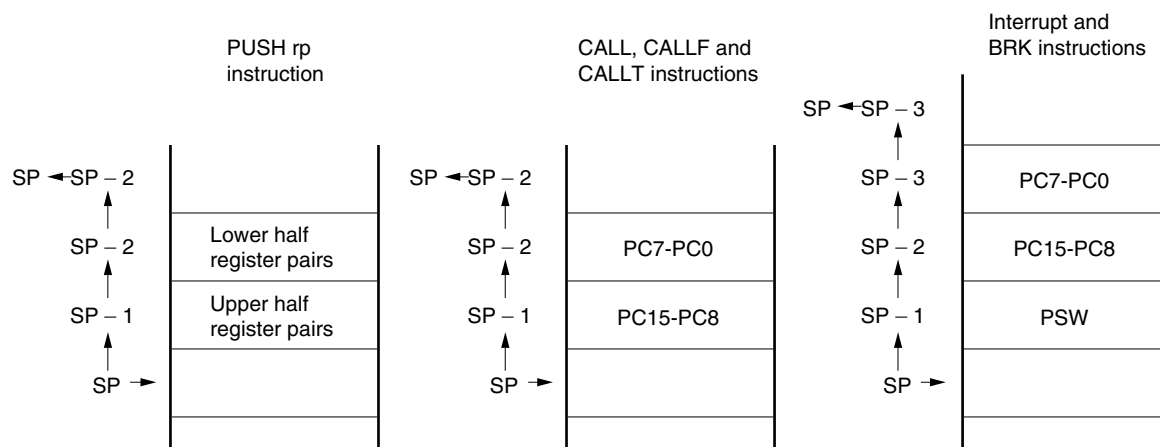 PUSH rp
instruction
SP ← SP – 2
SP – 2
SP – 1
SP
Lower half
register pairs
Upper half
register pairs
CALL, CALLF and
CALLT instructions
SP ← SP – 2
SP – 2
SP – 1
SP
PC7-PC0
PC15-PC8
Interrupt and
BRK instructions
SP ← SP – 3
SP – 3
SP – 2
SP – 1
SP
PC7-PC0
PC15-PC8
PSW